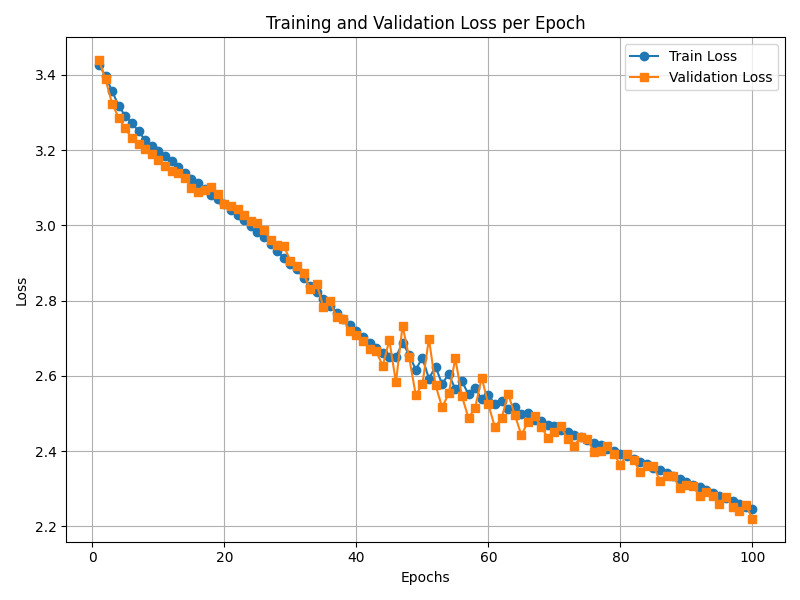 Training and Validation Loss per Epoch
Train Loss
Validation Loss
3.4
3.2
3.0
2.8
2.6
2.4
2.2
Loss
0 20 40 60 80 100
Epochs